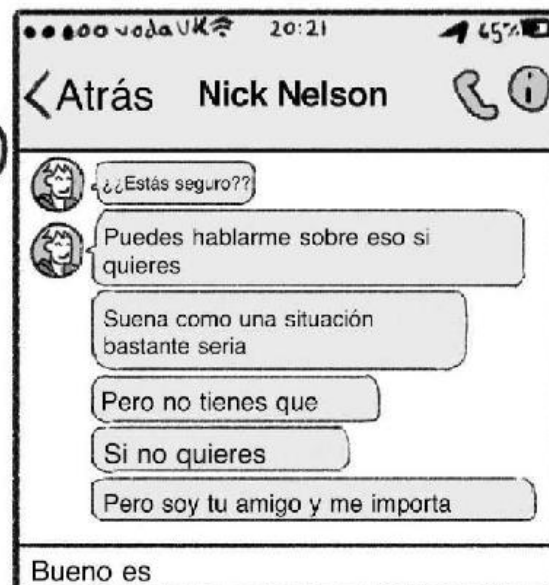 vodaUK 20:21 65%
Atrás Nick Nelson
¿¿Estás seguro??
Puedes hablarme sobre eso si
quieres
Suena como una situación
bastante seria
Pero no tienes que
Si no quieres
Pero soy tu amigo y me importa
Bueno es